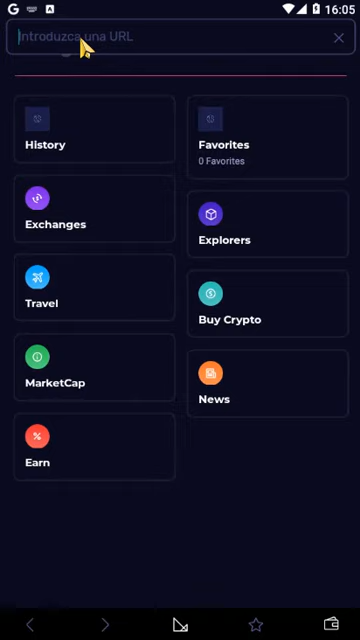 16:05
Introduzca una URL
History
Favorites
0 Favorites
Exchanges
Explorers
Travel
Buy Crypto
MarketCap
News
Earn